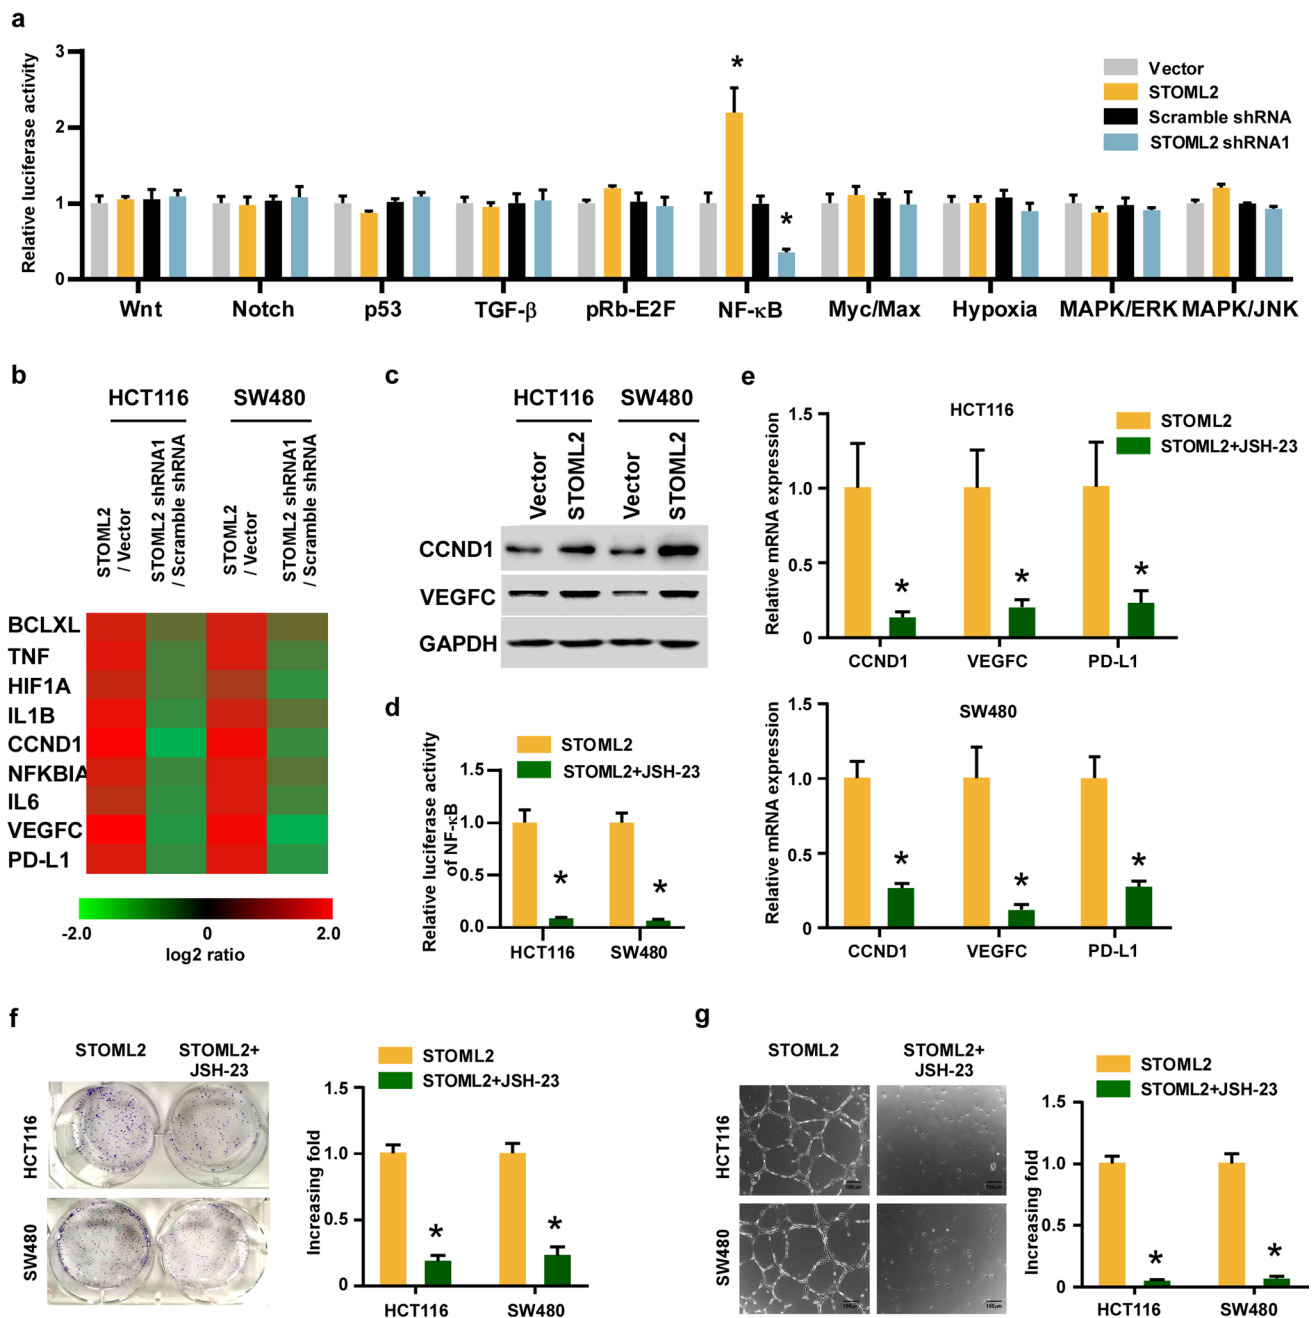 a
Relative luciferase activity
3
2
1
0
Vector
STOML2
Scramble shRNA
STOML2 shRNA1
*
*
Wnt Notch p53 TGF-β pRb-E2F NF-κB Myc/Max Hypoxia MAPK/ERK MAPK/JNK
b
HCT116 SW480
STOML2
/ Vector
STOML2 shRNA1
/ Scramble shRNA
STOML2
/ Vector
STOML2 shRNA1
/ Scramble shRNA
BCLXL
TNF
HIF1A
IL1B
CCND1
NFKBIA
IL6
VEGFC
PD-L1
-2.0 0 2.0
log2 ratio
c
HCT116 SW480
Vector
STOML2
Vector
STOML2
CCND1
VEGFC
GAPDH
d
STOML2
STOML2+JSH-23
Relative luciferase activity
of NF-κB
1.5
1.0
0.5
0.0
*
*
HCT116 SW480
e
HCT116
STOML2
STOML2+JSH-23
Relative mRNA expression
1.5
1.0
0.5
0
*
*
*
CCND1 VEGFC PD-L1
SW480
Relative mRNA expression
1.5
1.0
0.5
0
*
*
*
CCND1 VEGFC PD-L1
f
STOML2 STOML2+
JSH-23
HCT116
SW480
STOML2
STOML2+JSH-23
Increasing fold
1.5
1.0
0.5
0
*
*
HCT116 SW480
g
STOML2 STOML2+
JSH-23
HCT116
SW480
100μm
100μm
100μm
100μm
STOML2
STOML2+JSH-23
Increasing fold
1.5
1.0
0.5
0
*
*
HCT116 SW480